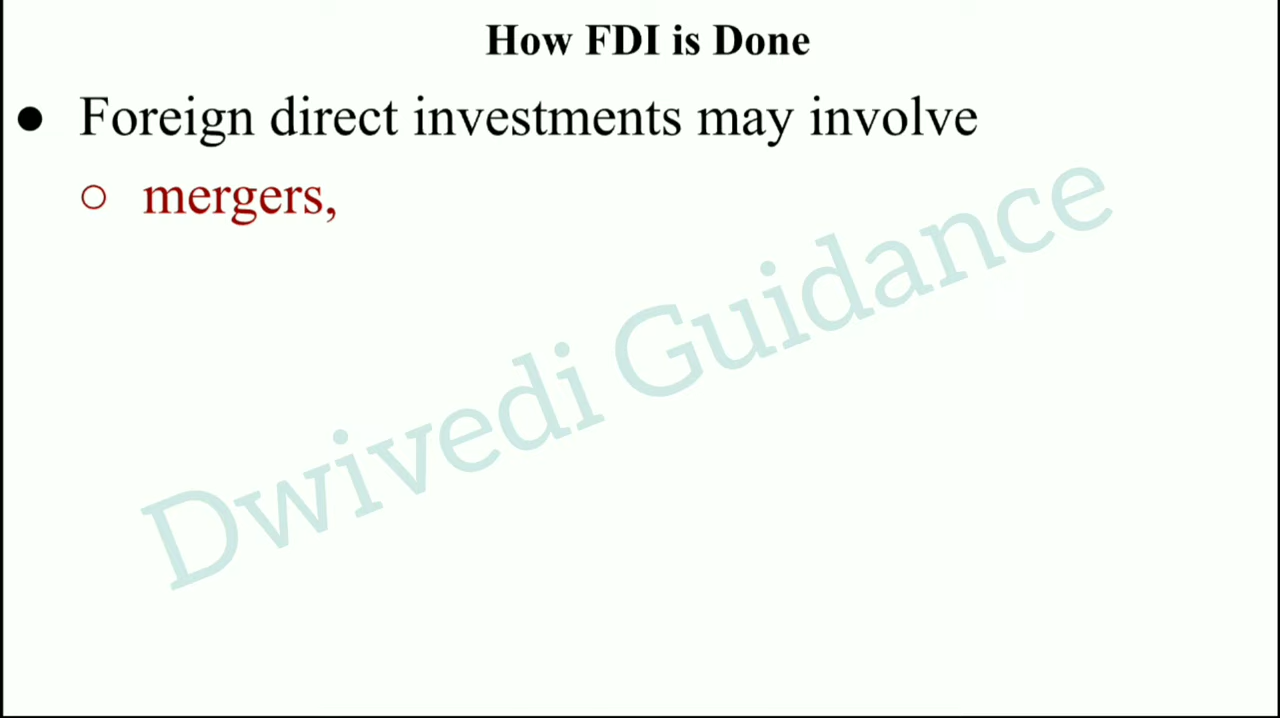 How FDI is Done
● Foreign direct investments may involve
○ mergers,
Dwivedi Guidance